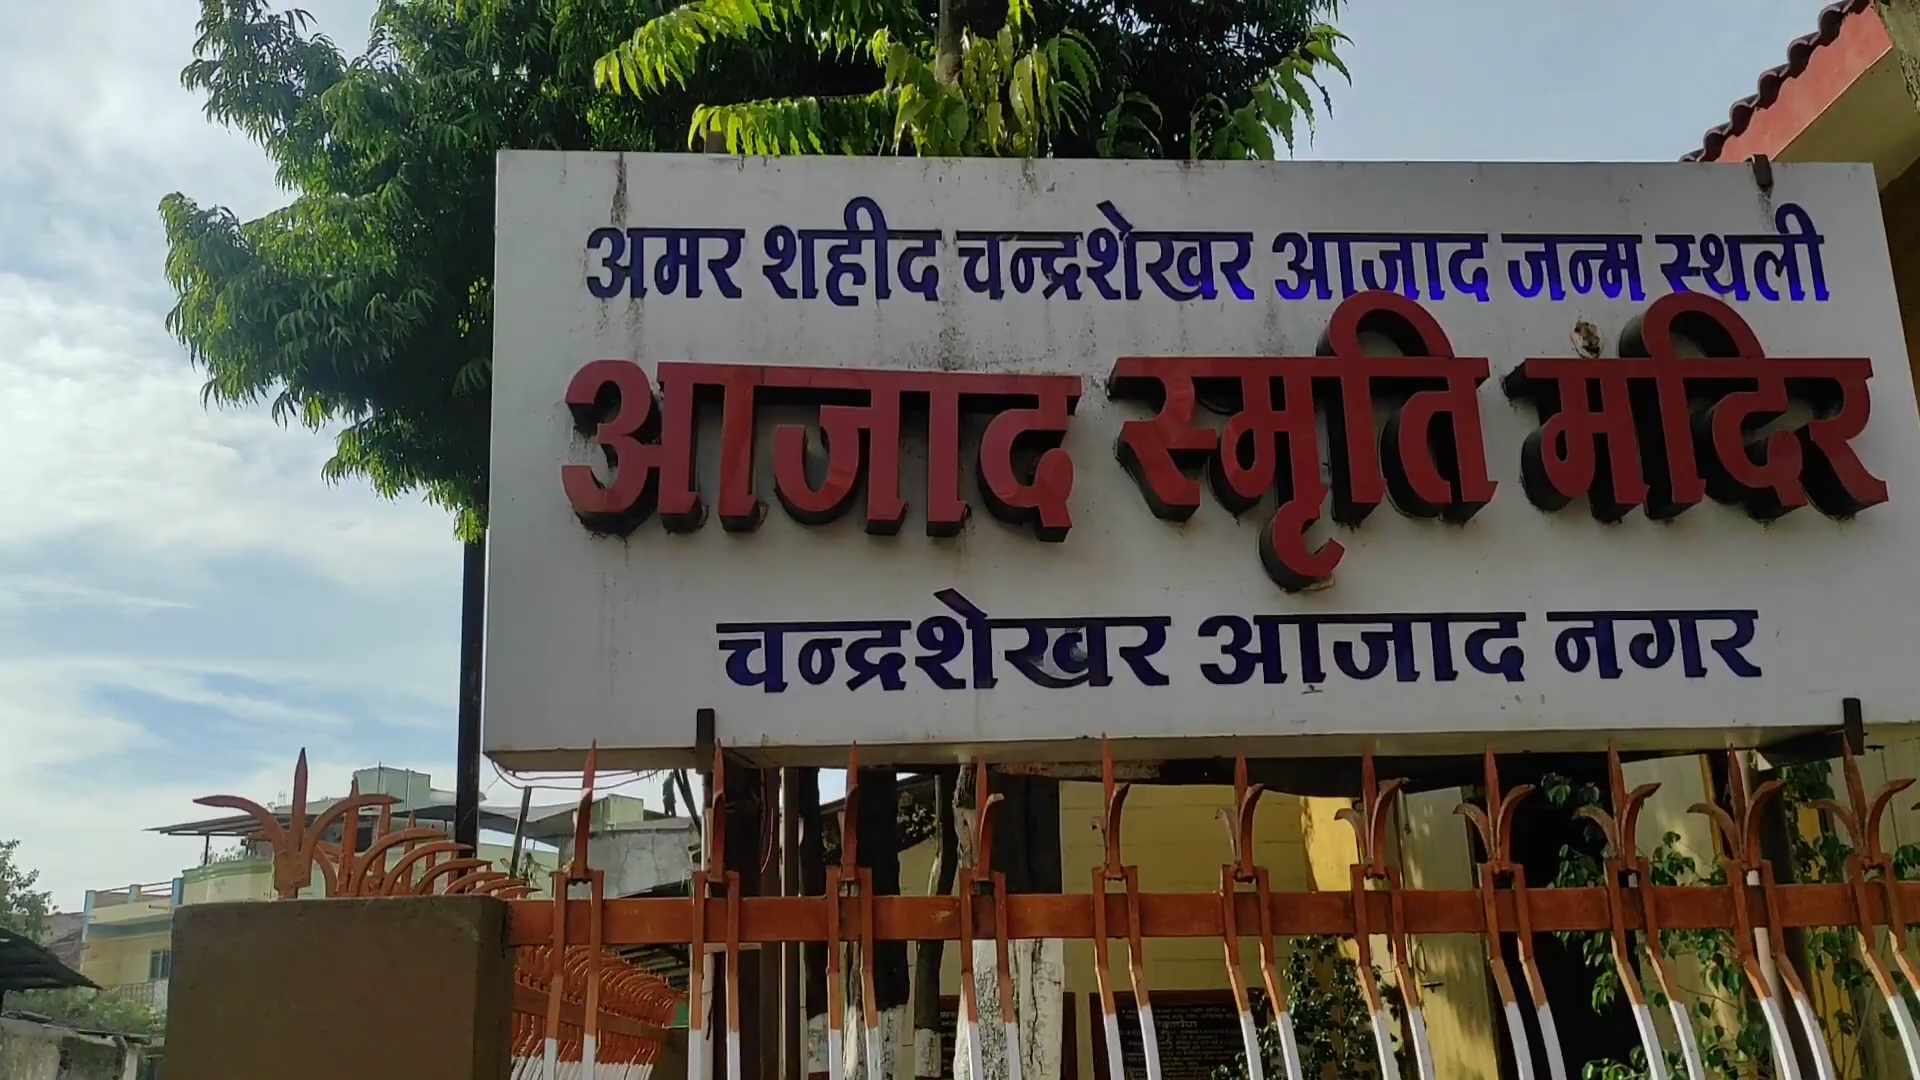 अमर शहीद चन्द्रशेखर आजाद जन्म स्थली
आजाद स्मृति मंदिर
चन्द्रशेखर आजाद नगर